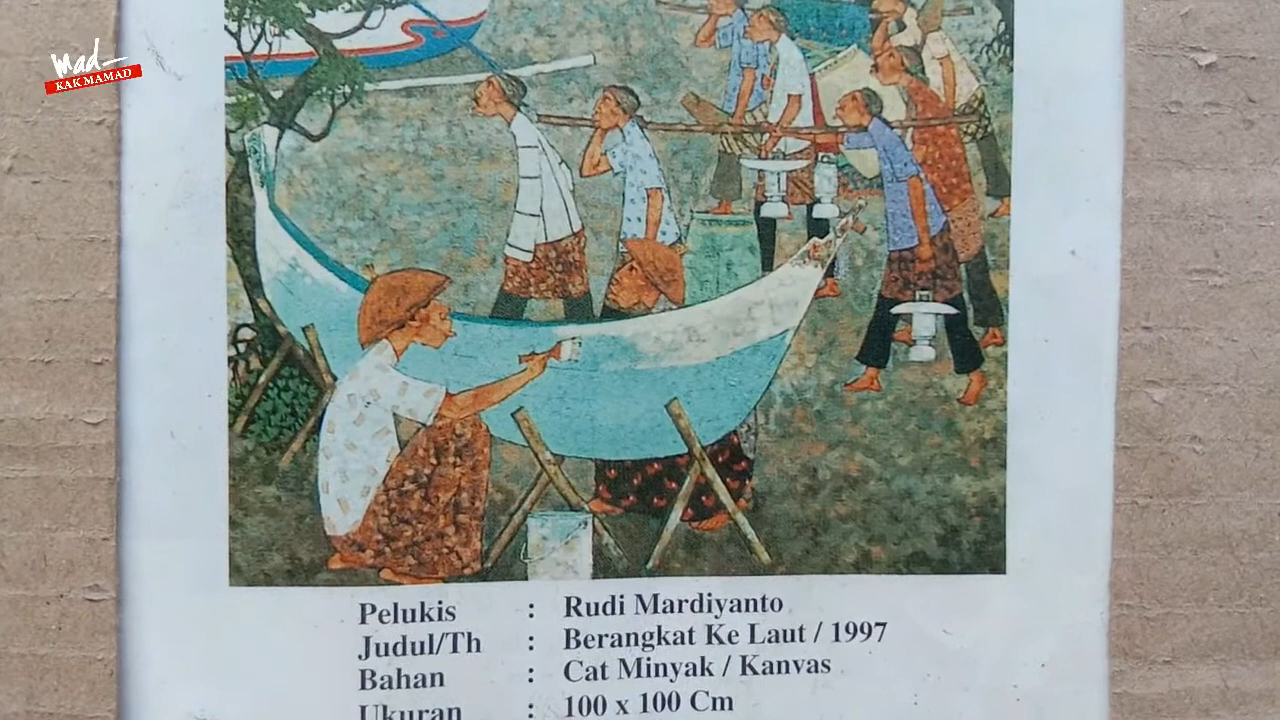 Mad
KAK MAMAD
Pelukis : Rudi Mardiyanto
Judul/Th : Berangkat Ke Laut / 1997
Bahan : Cat Minyak / Kanvas
Ukuran : 100 x 100 Cm